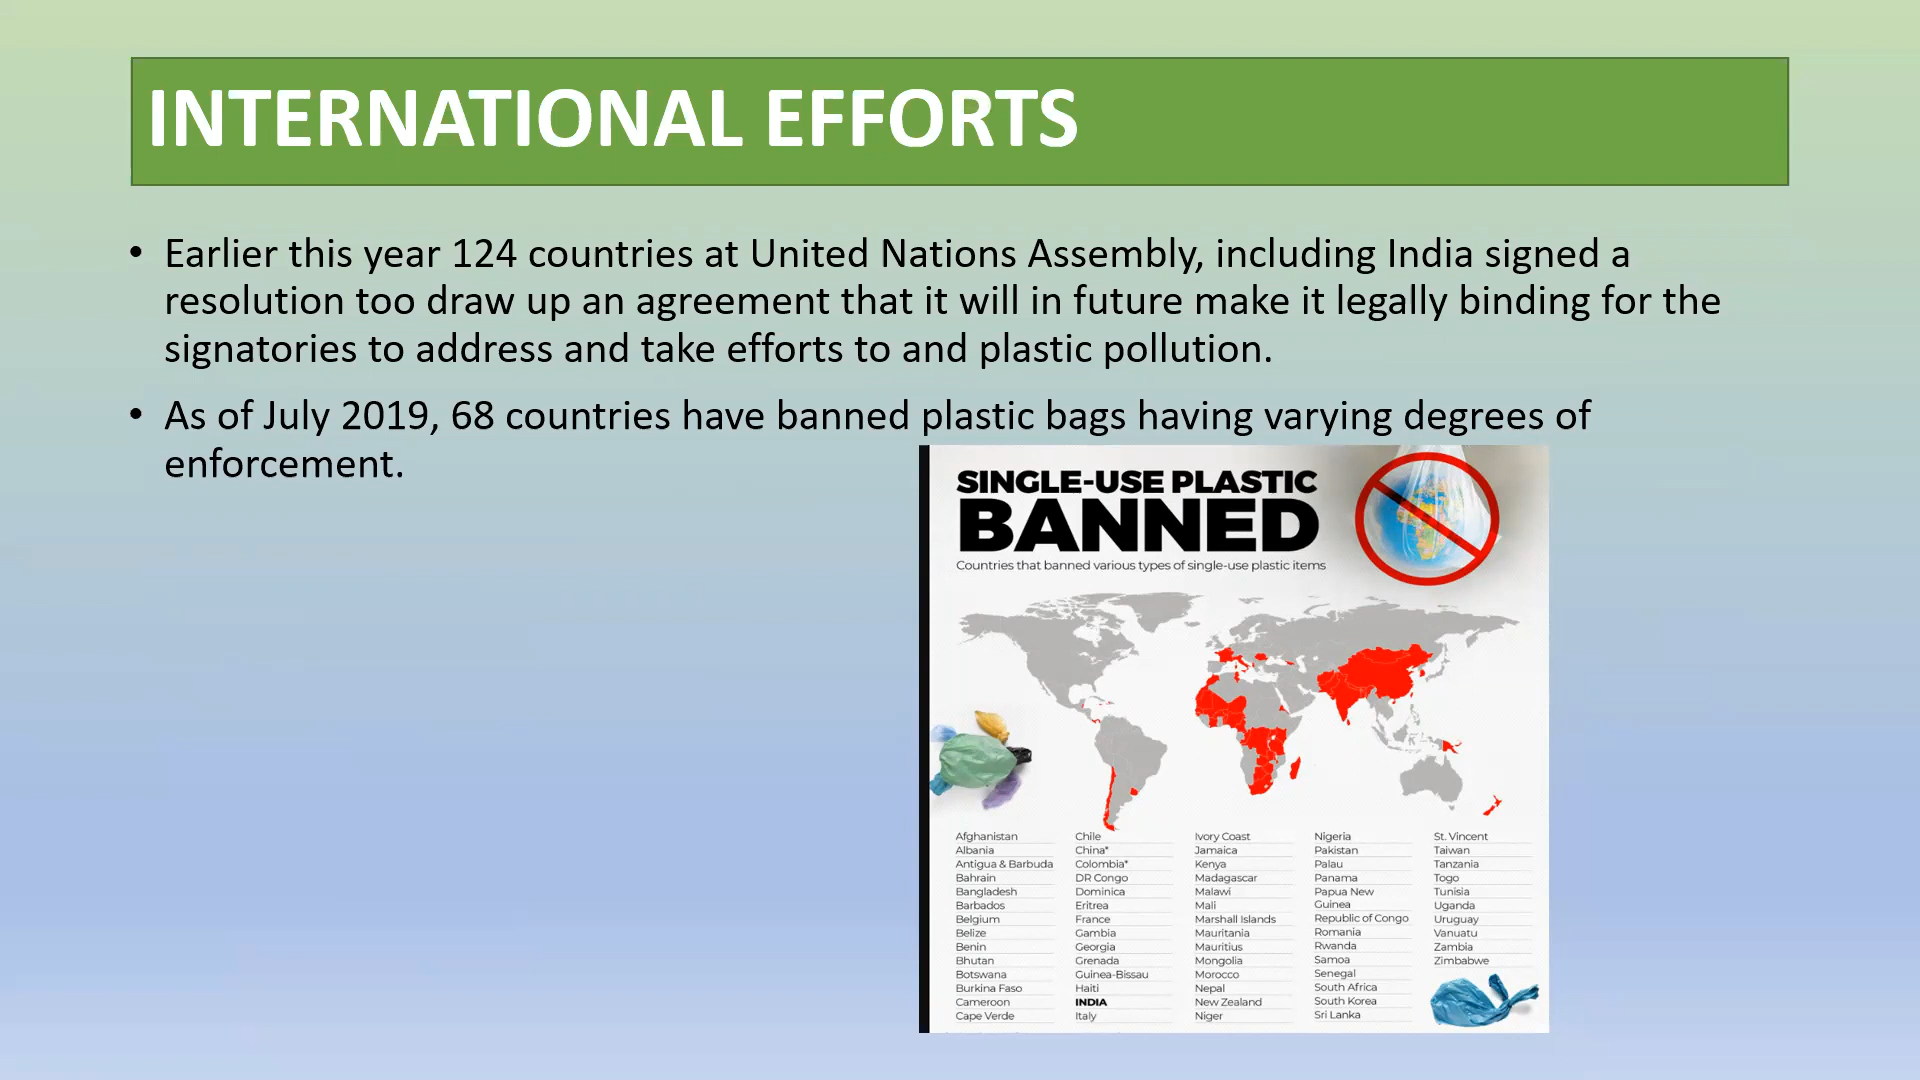 INTERNATIONAL EFFORTS
• Earlier this year 124 countries at United Nations Assembly, including India signed a
resolution too draw up an agreement that it will in future make it legally binding for the
signatories to address and take efforts to and plastic pollution.
• As of July 2019, 68 countries have banned plastic bags having varying degrees of
enforcement.
SINGLE-USE PLASTIC
BANNED
Countries that banned various types of single-use plastic items
Afghanistan
Albania
Antigua & Barbuda
Bahrain
Bangladesh
Barbados
Belgium
Belize
Benin
Bhutan
Botswana
Burkina Faso
Cameroon
Cape Verde
Chile
China*
Colombia*
DR Congo
Dominica
Eritrea
France
Gambia
Georgia
Grenada
Guinea-Bissau
Haiti
INDIA
Italy
Ivory Coast
Jamaica
Kenya
Madagascar
Malawi
Mali
Marshall Islands
Mauritania
Mauritius
Mongolia
Morocco
Nepal
New Zealand
Niger
Nigeria
Pakistan
Palau
Panama
Papua New
Guinea
Republic of Congo
Romania
Rwanda
Samoa
Senegal
South Africa
South Korea
Sri Lanka
St. Vincent
Taiwan
Tanzania
Togo
Tunisia
Uganda
Uruguay
Vanuatu
Zambia
Zimbabwe